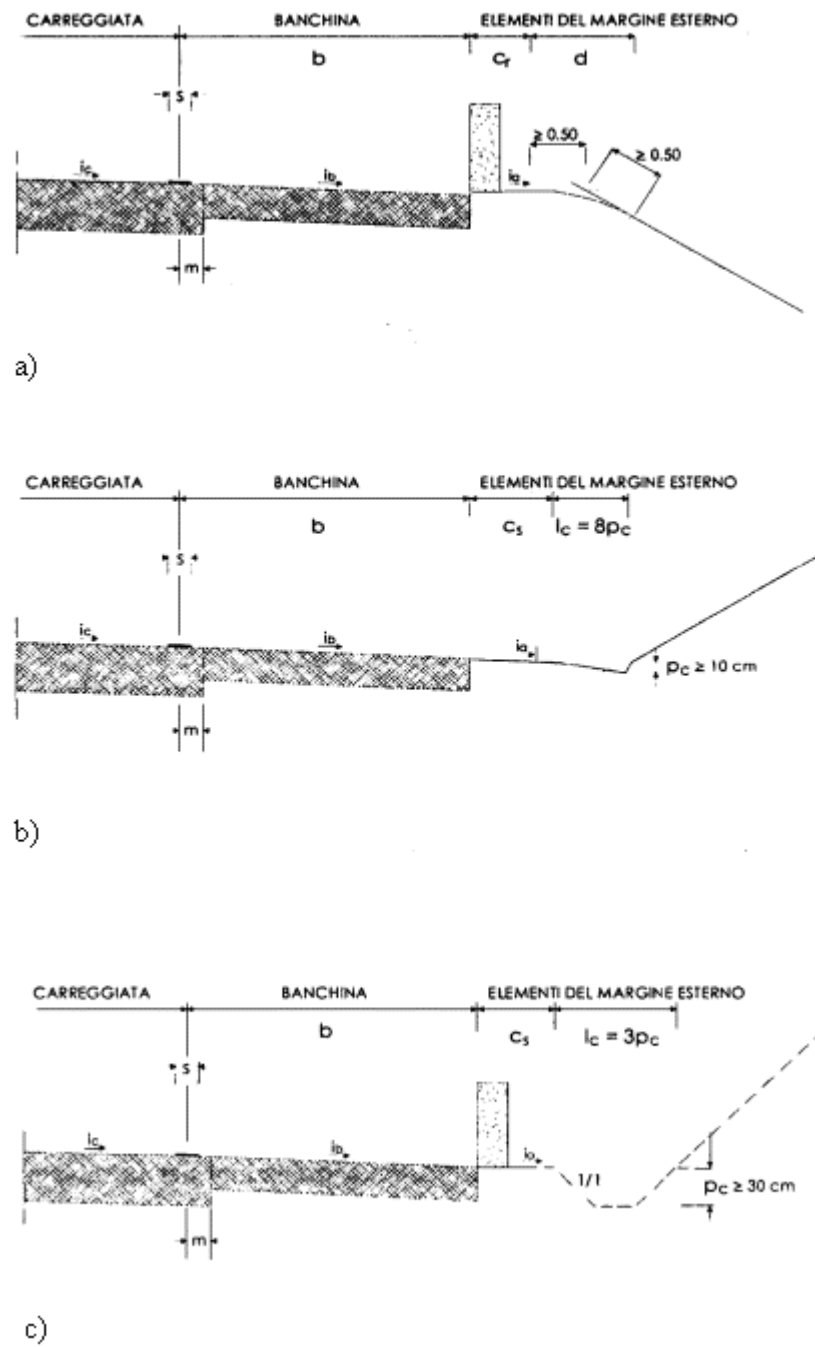 CARREGGIATA BANCHINA ELEMENTI DEL MARGINE ESTERNO
b cr d
s
≥ 0.50
≥ 0.50
ic ib ia
m
a)
CARREGGIATA BANCHINA ELEMENTI DEL MARGINE ESTERNO
b cs lc = 8pc
s
ic ib ia
pc ≥ 10 cm
m
b)
CARREGGIATA BANCHINA ELEMENTI DEL MARGINE ESTERNO
b cs lc = 3pc
s
ic ib ia
1/1
pc ≥ 30 cm
m
c)